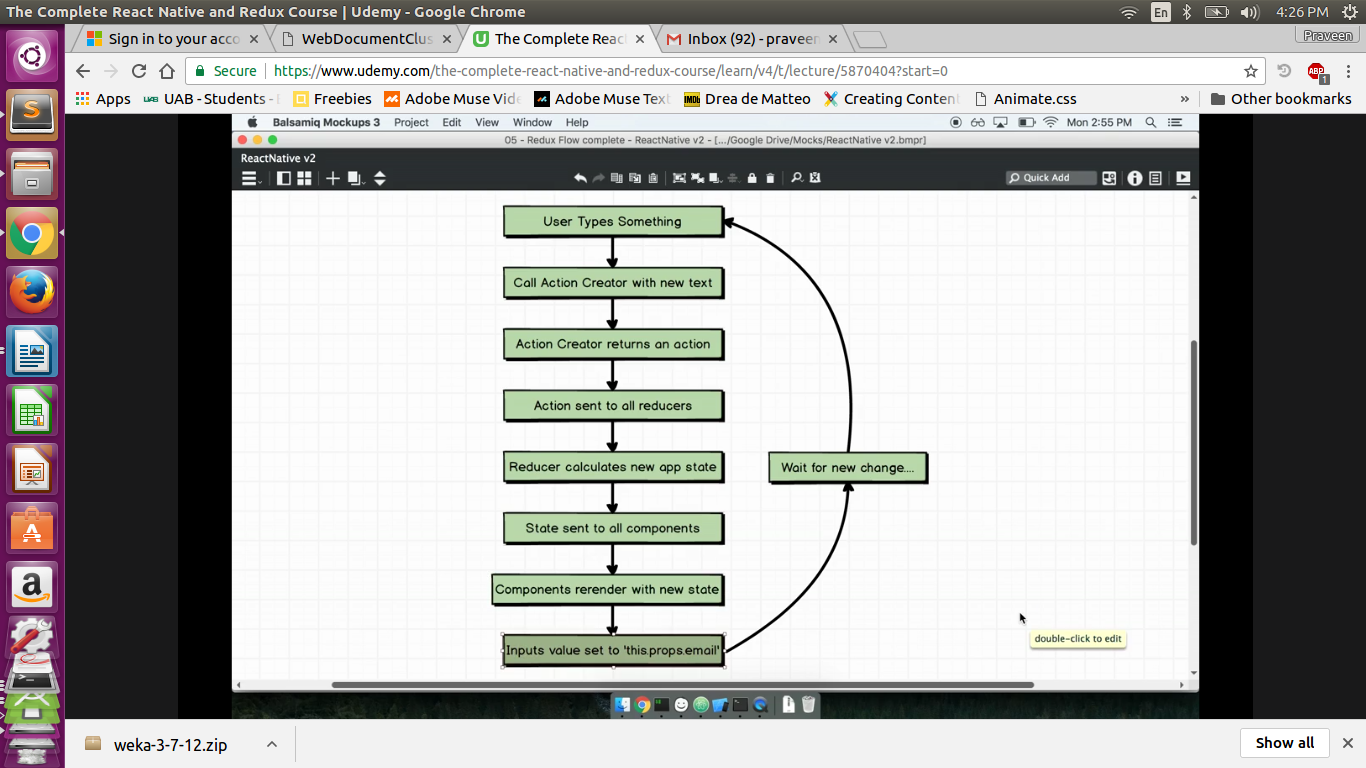 The Complete React Native and Redux Course | Udemy - Google Chrome
En
4:26 PM
Sign in to your acco
WebDocumentClus
The Complete Reac
Inbox (92) - praveen
Praveen
Secure
https://www.udemy.com/the-complete-react-native-and-redux-course/learn/v4/t/lecture/5870404?start=0
ABP
1
Apps
UAB - Students -
Freebies
Adobe Muse Vide
Adobe Muse Text
IMDb
Drea de Matteo
Creating Conten
Animate.css
»
Other bookmarks
Balsamiq Mockups 3
Project
Edit
View
Window
Help
Mon 2:55 PM
05 - Redux Flow complete - ReactNative v2 - [.../Google Drive/Mocks/ReactNative v2.bmpr]
ReactNative v2
Quick Add
User Types Something
Call Action Creator with new text
Action Creator returns an action
Action sent to all reducers
Reducer calculates new app state
Wait for new change....
State sent to all components
Components rerender with new state
Inputs value set to 'this.props.email'
double-click to edit
weka-3-7-12.zip
Show all